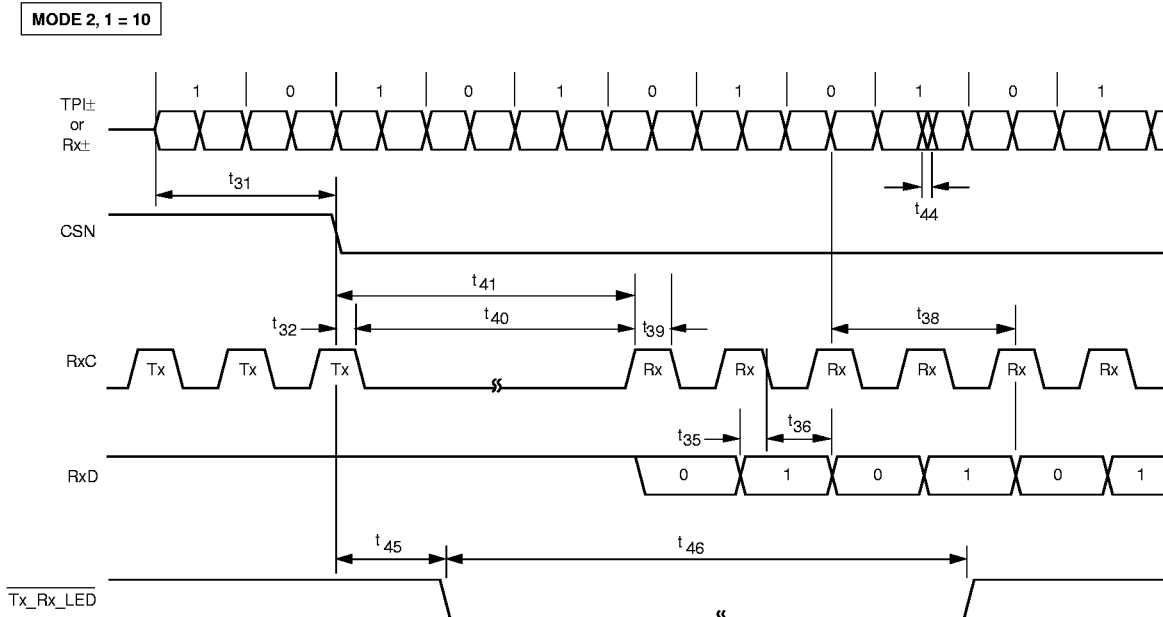 MODE 2, 1 = 10
1 0 1 0 1 0 1 0 1 0 1
TPI±
or
Rx±
t31
t44
CSN
t41
t32 t40 t39 t38
RxC Tx Tx Tx Rx Rx Rx Rx Rx Rx
t35 t36
RxD 0 1 0 1 0 1
t45 t46
Tx_Rx_LED